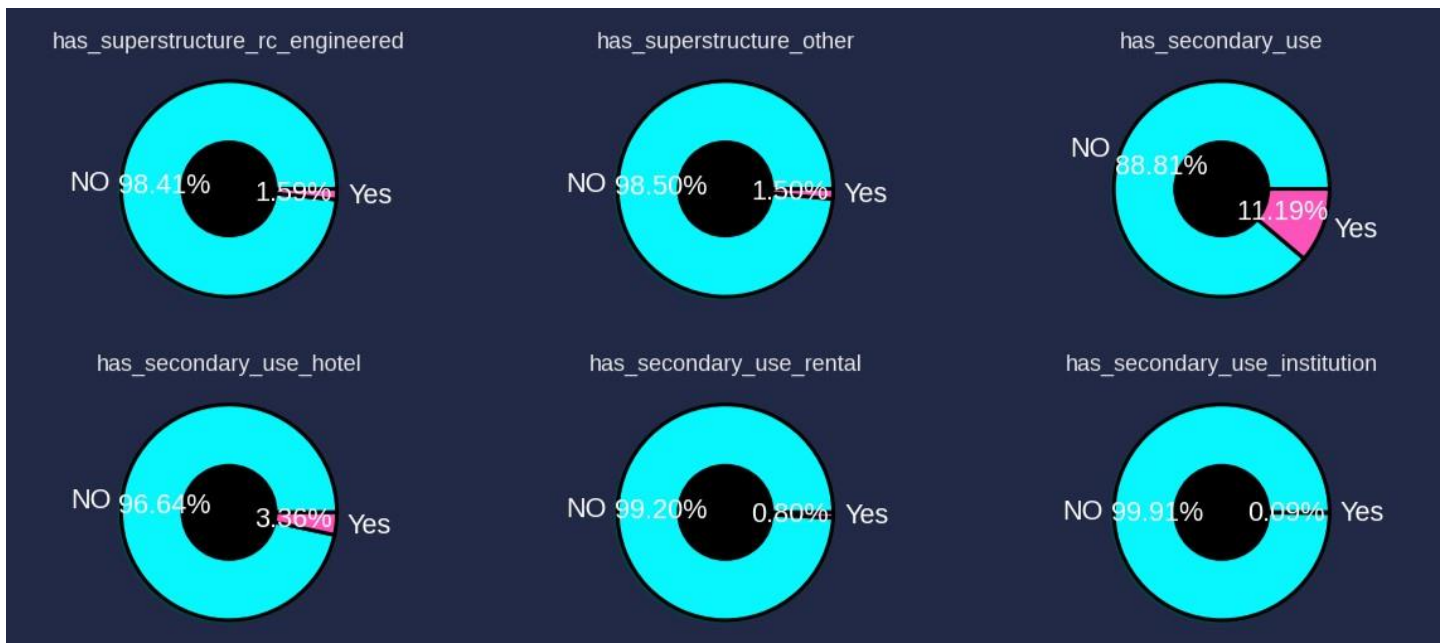 has_superstructure_rc_engineered
NO 98.41% 1.59% Yes
has_superstructure_other
NO 98.50% 1.50% Yes
has_secondary_use
NO 88.81% 11.19% Yes
has_secondary_use_hotel
NO 96.64% 3.36% Yes
has_secondary_use_rental
NO 99.20% 0.80% Yes
has_secondary_use_institution
NO 99.91% 0.09% Yes